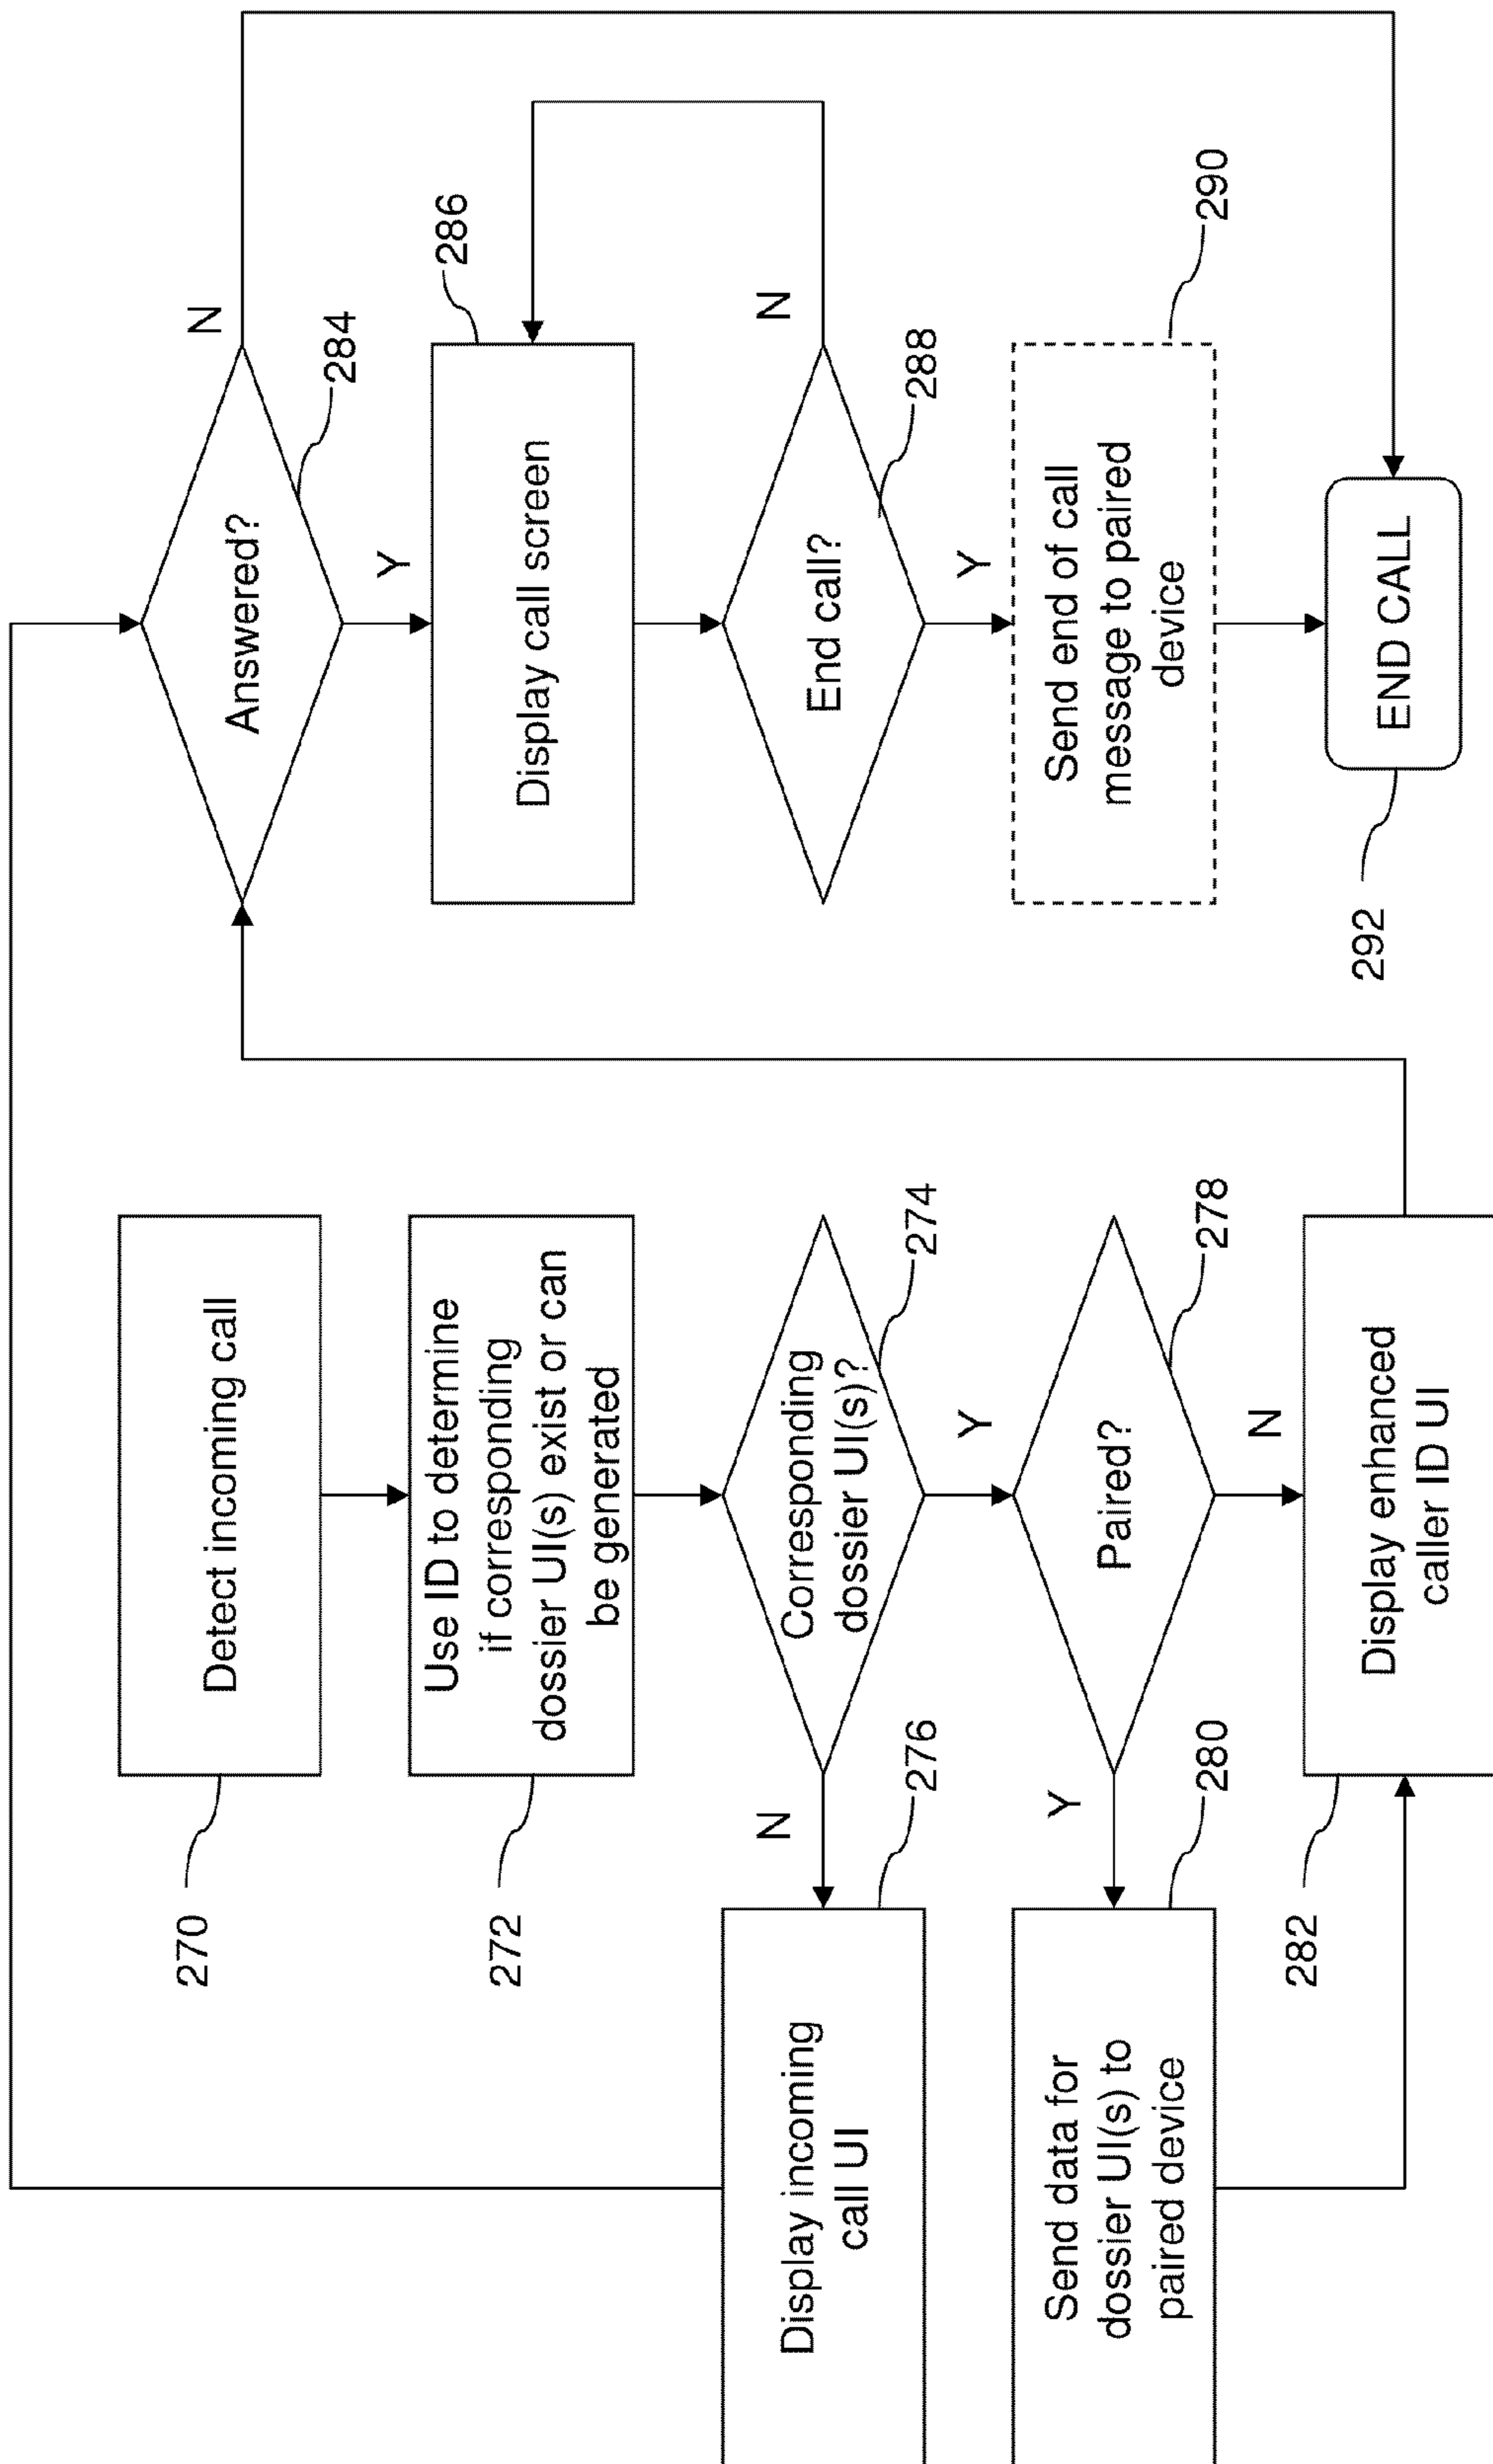 270
Detect incoming call
272
Use ID to determine
if corresponding
dossier UI(s) exist or can
be generated
Corresponding
dossier UI(s)?
274
N
Y
Display incoming
call UI
276
Paired?
278
Y
N
Send data for
dossier UI(s) to
paired device
280
282
Display enhanced
caller ID UI
Answered?
284
N
Y
Display call screen
286
End call?
288
N
Y
Send end of call
message to paired
device
290
292
END CALL